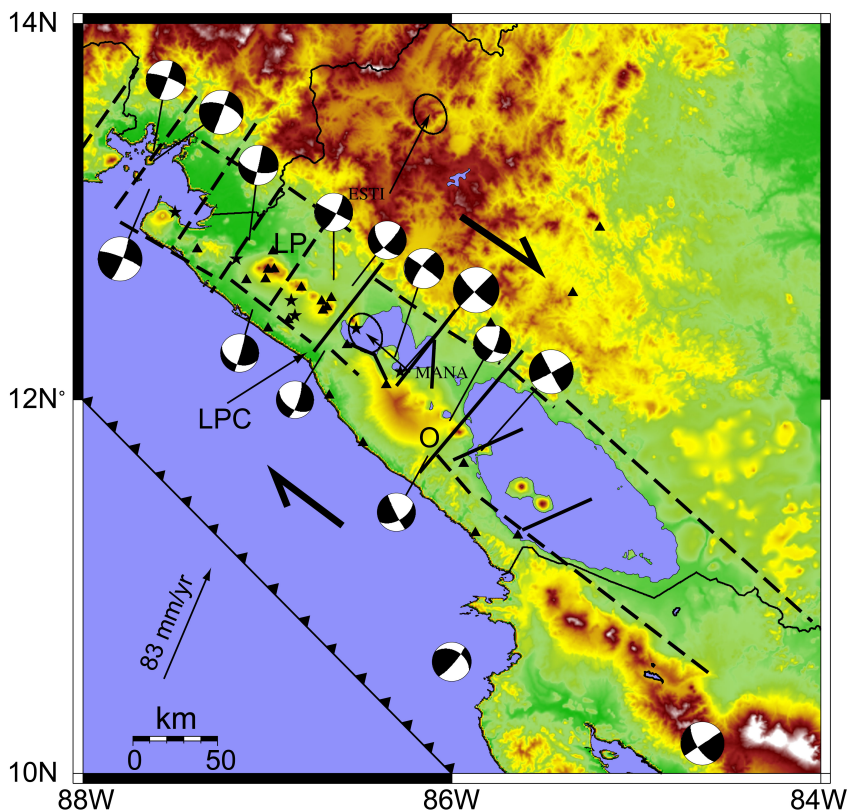 14N
ESTI
LP
MANA
12N°
LPC
O
83 mm/yr
km
0 50
10N
88W 86W 84W